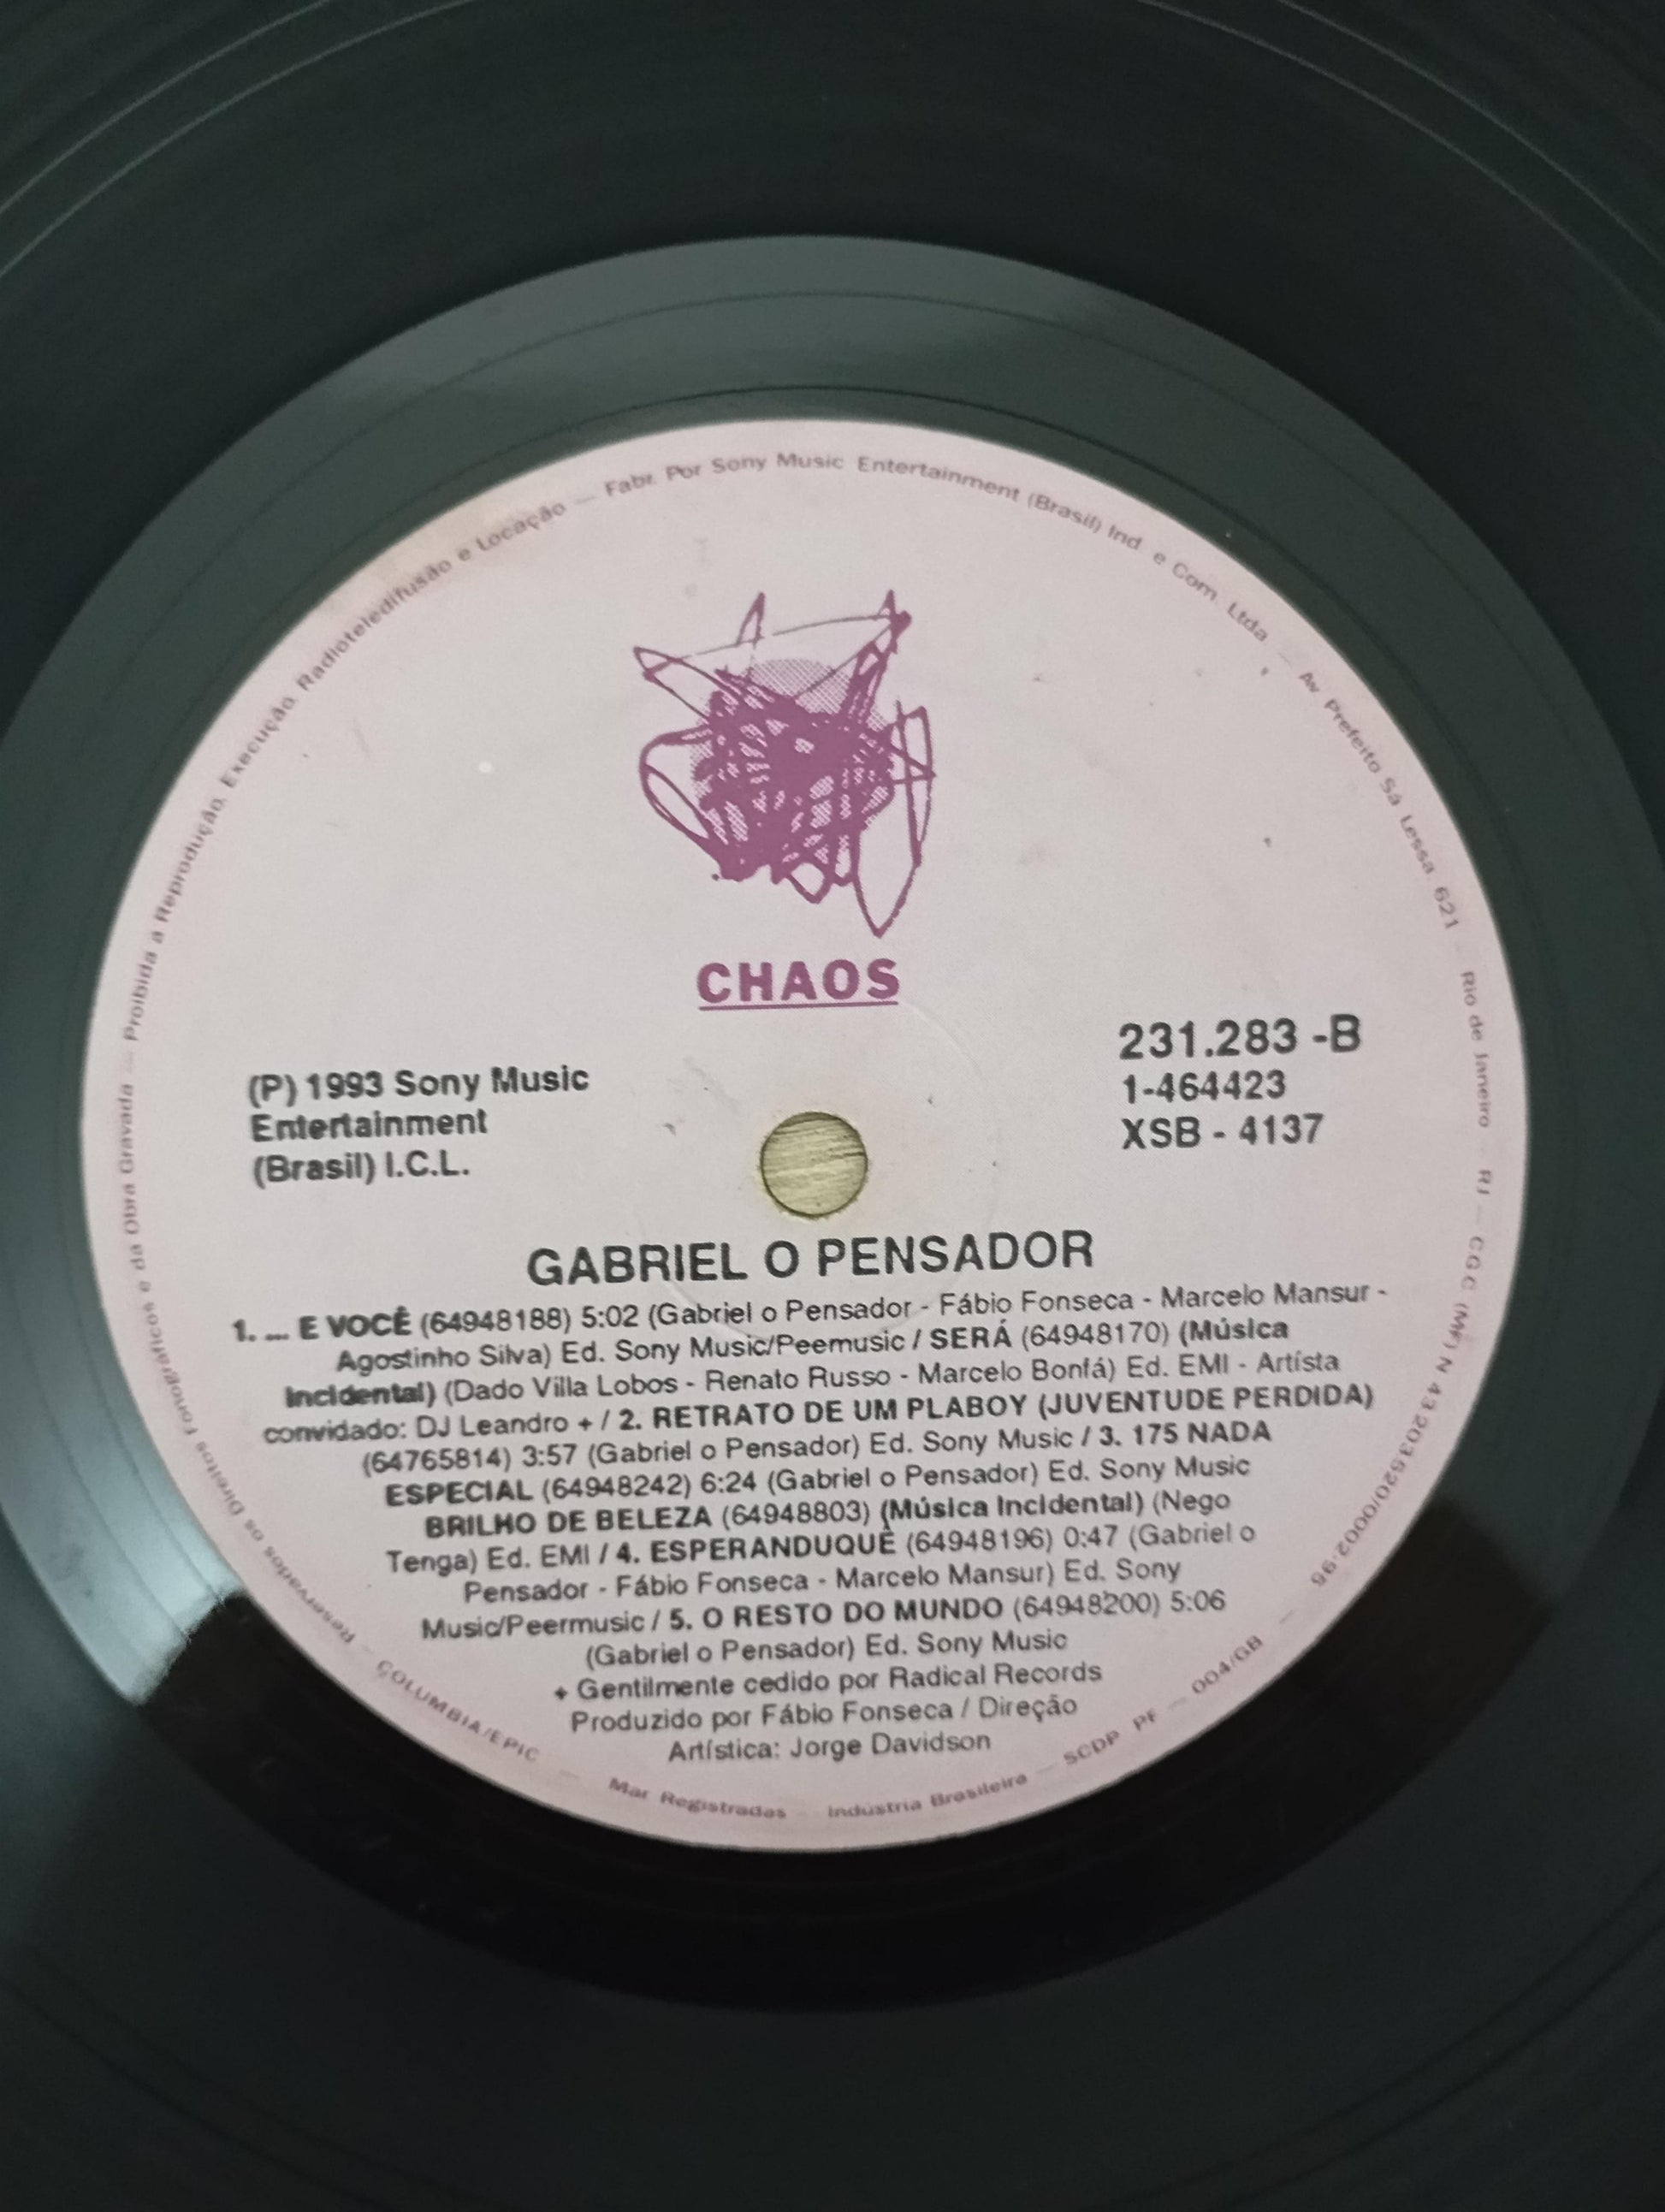 CHAOS
(P) 1993 Sony Music
Entertainment
(Brasil) I.C.L.
231.283 -B
1-464423
XSB - 4137
GABRIEL O PENSADOR
1. ... E VOCÊ (64948188) 5:02 (Gabriel o Pensador - Fábio Fonseca - Marcelo Mansur -
Agostinho Silva) Ed. Sony Music/Peemusic / SERÁ (64948170) (Música
Incidental) (Dado Villa Lobos - Renato Russo - Marcelo Bonfá) Ed. EMI - Artísta
convidado: DJ Leandro + / 2. RETRATO DE UM PLABOY (JUVENTUDE PERDIDA)
(64765814) 3:57 (Gabriel o Pensador) Ed. Sony Music / 3. 175 NADA
ESPECIAL (64948242) 6:24 (Gabriel o Pensador) Ed. Sony Music
BRILHO DE BELEZA (64948803) (Música Incidental) (Nego
Tenga) Ed. EMI / 4. ESPERANDUQUÊ (64948196) 0:47 (Gabriel o
Pensador - Fábio Fonseca - Marcelo Mansur) Ed. Sony
Music/Peermusic / 5. O RESTO DO MUNDO (64948200) 5:06
(Gabriel o Pensador) Ed. Sony Music
+ Gentilmente cedido por Radical Records
Produzido por Fábio Fonseca / Direção
Artística: Jorge Davidson
Reservados os Direitos Fonográficos e da Obra Gravada — Proibida a Reprodução, Execução, Radioteledifusão e Locação — Fabr. Por Sony Music Entertainment (Brasil) Ind. e Com. Ltda — Av. Prefeito Sá Lessa, 621 — Rio de Janeiro — RJ — CGC (MF) N 43203520/0002-96 — SCDP PF — 004/GB
COLUMBIA/EPIC — Mar Registradas — Indústria Brasileira